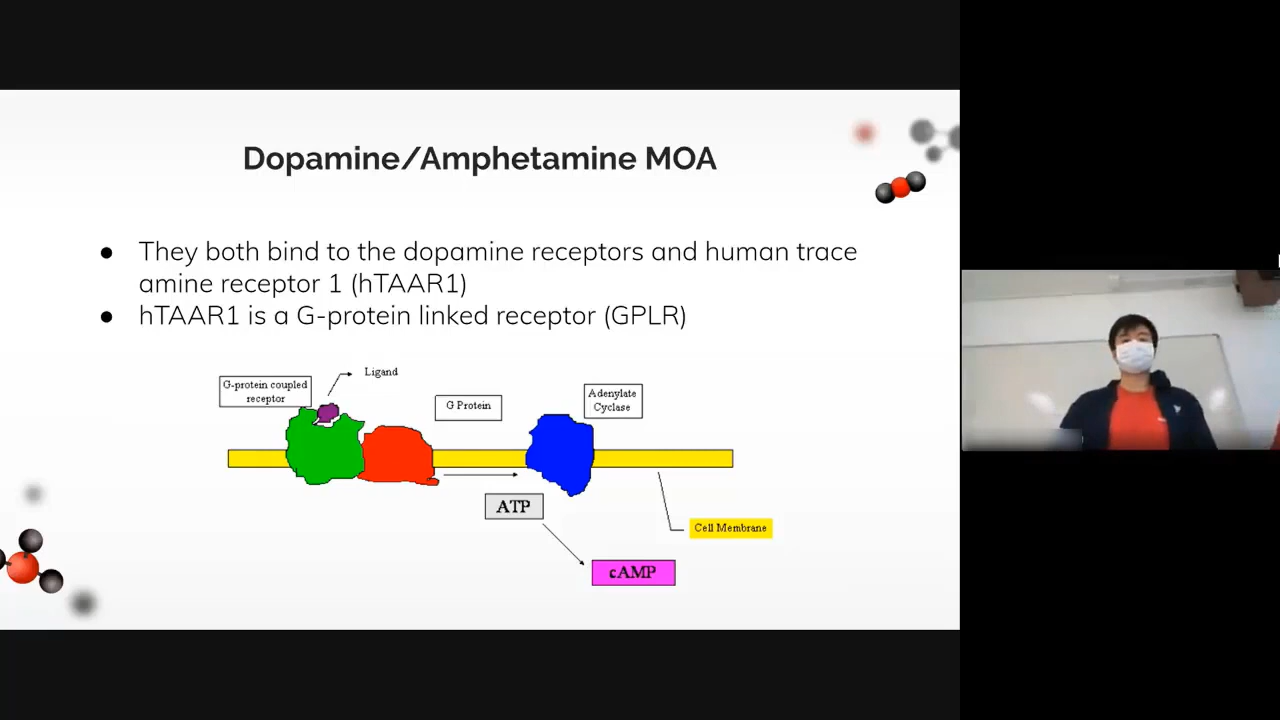 Dopamine/Amphetamine MOA
● They both bind to the dopamine receptors and human trace
amine receptor 1 (hTAAR1)
● hTAAR1 is a G-protein linked receptor (GPLR)
Ligand
G-protein coupled
receptor
G Protein
Adenylate
Cyclase
ATP
Cell Membrane
cAMP